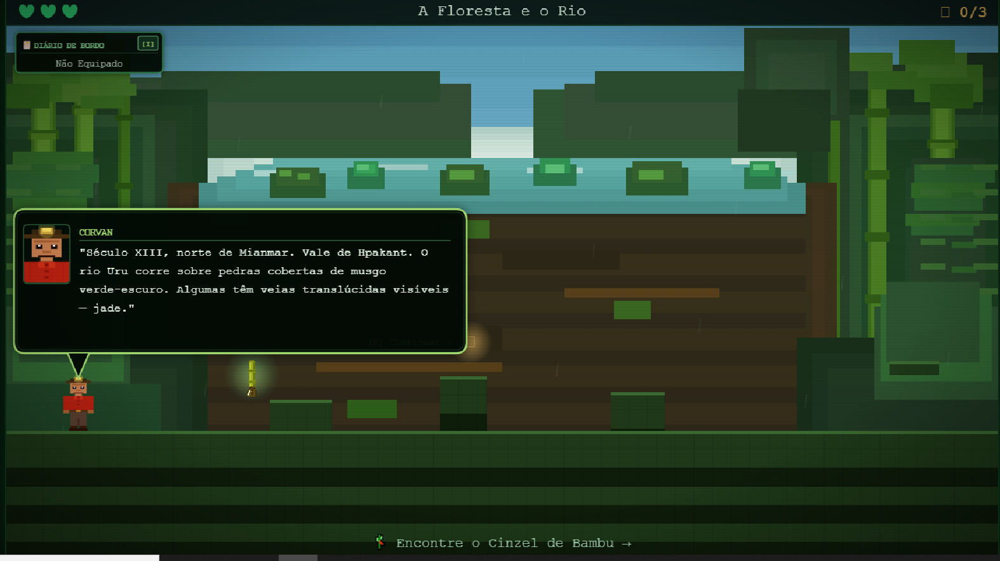 A Floresta e o Rio
0/3
DIÁRIO DE BORDO
[I]
Não Equipado
CORVAN
"Século XIII, norte de Mianmar. Vale de Hpakant. O
rio Uru corre sobre pedras cobertas de musgo
verde-escuro. Algumas têm veias translúcidas visíveis
— jade."
Continuar →
Encontre o Cinzel de Bambu →